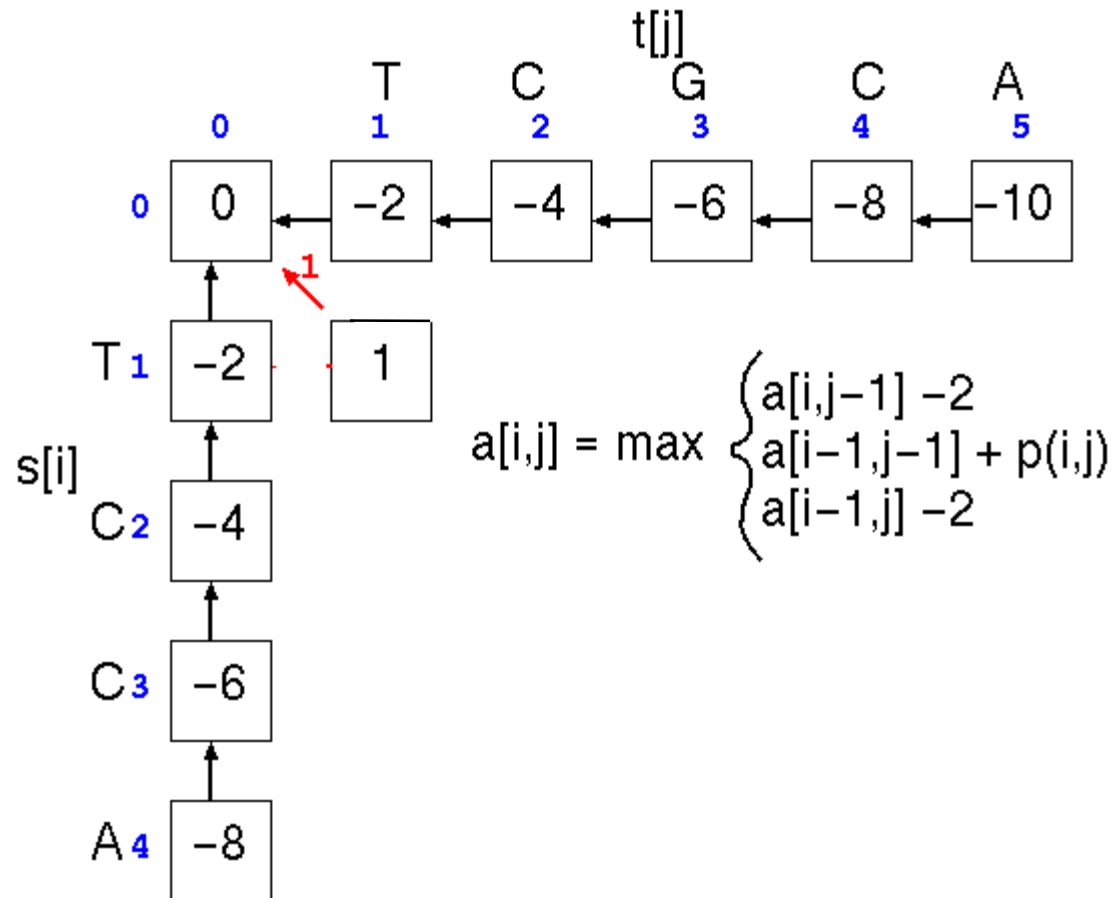 t[j]
T C G C A
0 1 2 3 4 5
0 0 −2 −4 −6 −8 −10
1
T 1 −2 1
a[i,j−1] −2
a[i,j] = max a[i−1,j−1] + p(i,j)
a[i−1,j] −2
s[i]
C 2 −4
C 3 −6
A 4 −8